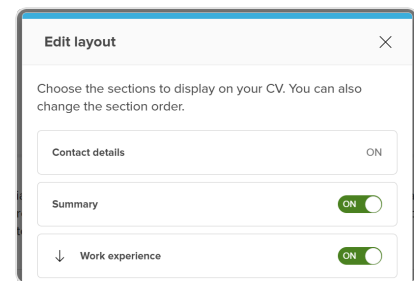 Edit layout
Choose the sections to display on your CV. You can also
change the section order.
Contact details ON
Summary ON
Work experience ON